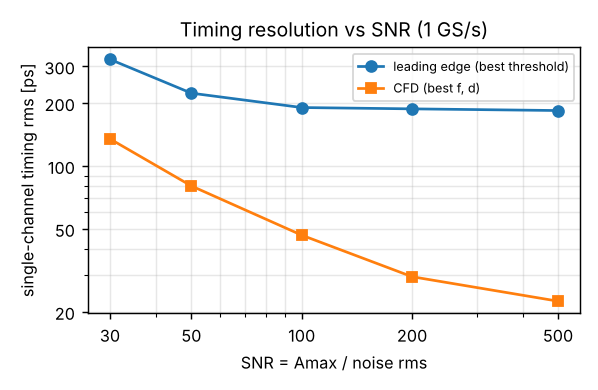 Timing resolution vs SNR (1 GS/s)
single-channel timing rms [ps]
300
200
100
50
20
leading edge (best threshold)
CFD (best f, d)
30
50
100
200
500
SNR = Amax / noise rms